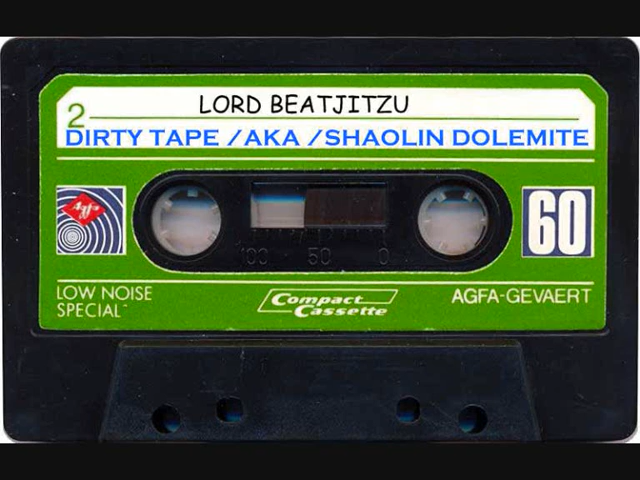 LORD BEATJITZU
2
DIRTY TAPE /AKA /SHAOLIN DOLEMITE
Agfa
60
100 50 0
LOW NOISE
SPECIAL
Compact
Cassette
AGFA-GEVAERT